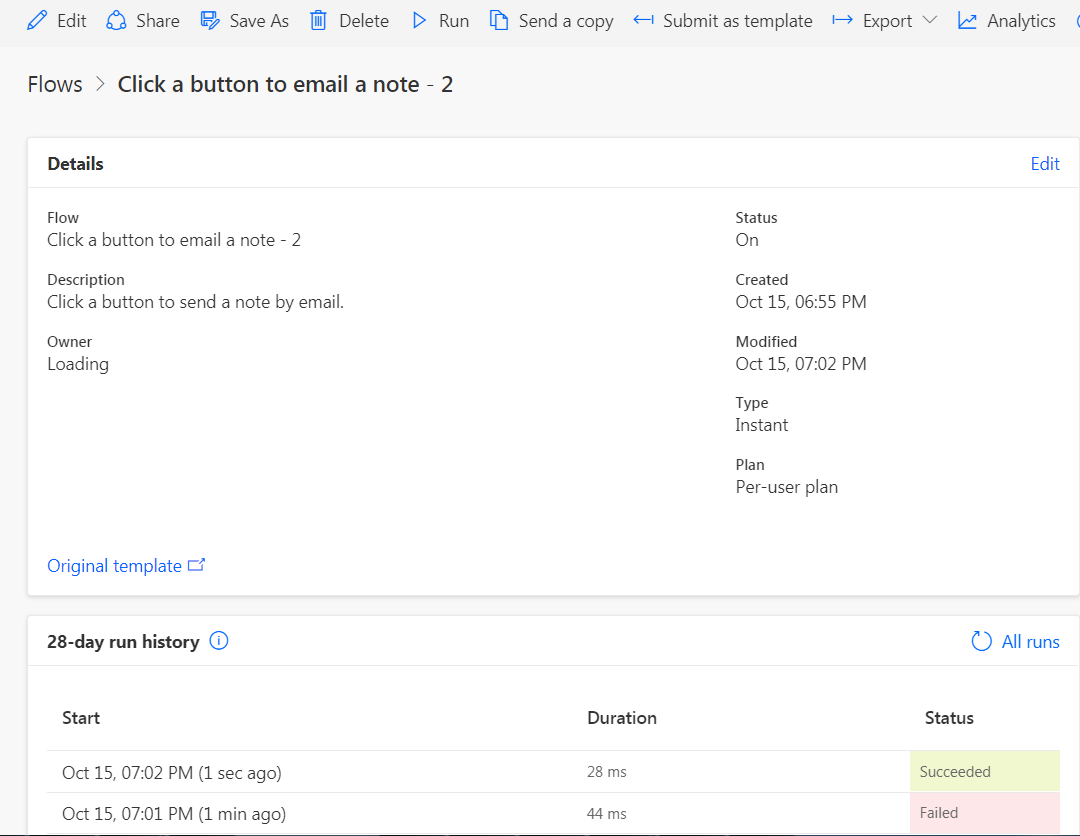 Edit Share Save As Delete Run Send a copy Submit as template Export Analytics
Flows > Click a button to email a note - 2
Details Edit
Flow
Click a button to email a note - 2
Description
Click a button to send a note by email.
Owner
Loading
Status
On
Created
Oct 15, 06:55 PM
Modified
Oct 15, 07:02 PM
Type
Instant
Plan
Per-user plan
Original template
28-day run history All runs
Start Duration Status
Oct 15, 07:02 PM (1 sec ago) 28 ms Succeeded
Oct 15, 07:01 PM (1 min ago) 44 ms Failed